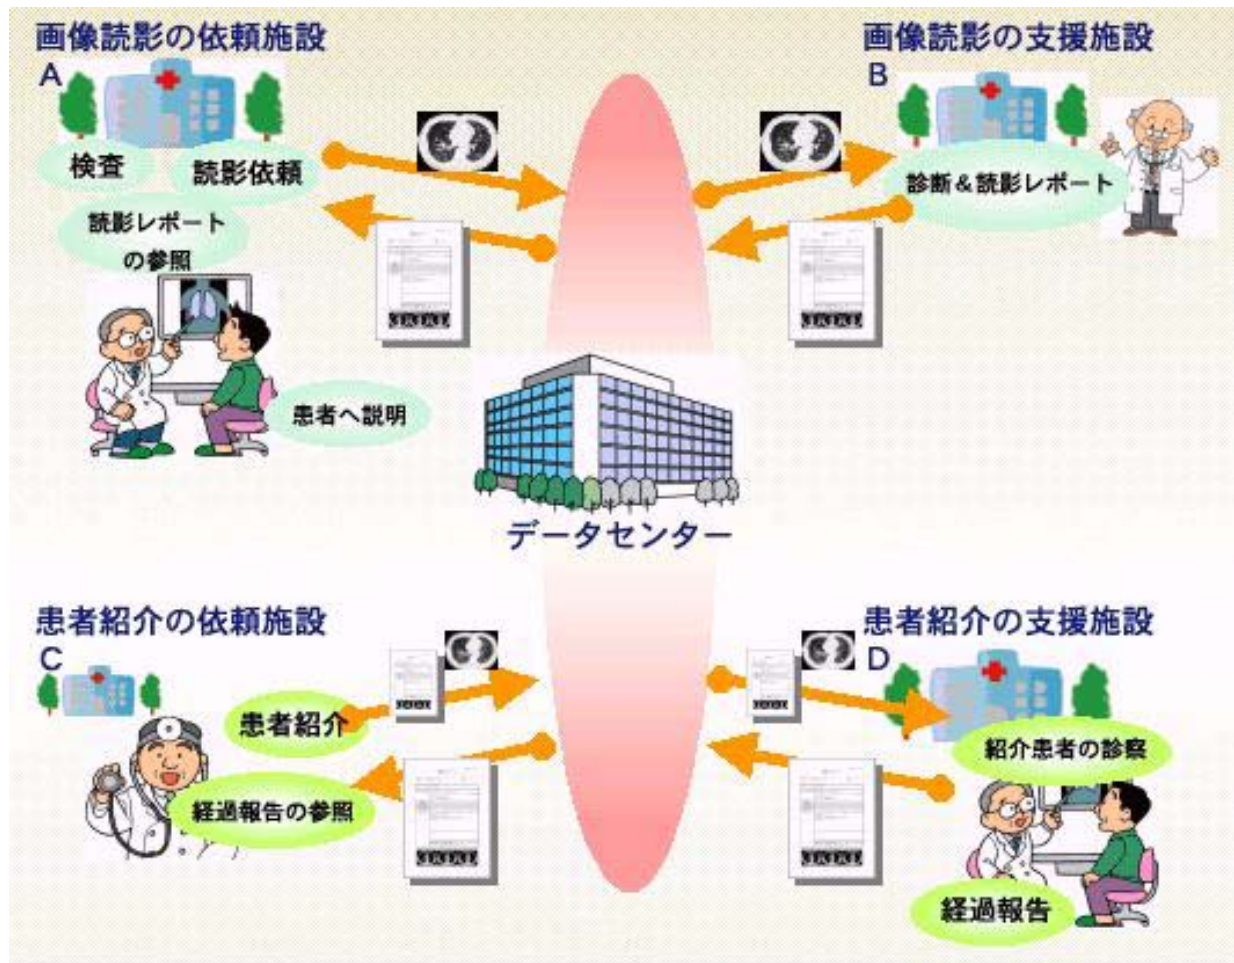 画像読影の依頼施設
A
検査
読影依頼
読影レポート
の参照
患者へ説明
画像読影の支援施設
B
診断&読影レポート
データセンター
患者紹介の依頼施設
C
患者紹介
経過報告の参照
患者紹介の支援施設
D
紹介患者の診察
経過報告